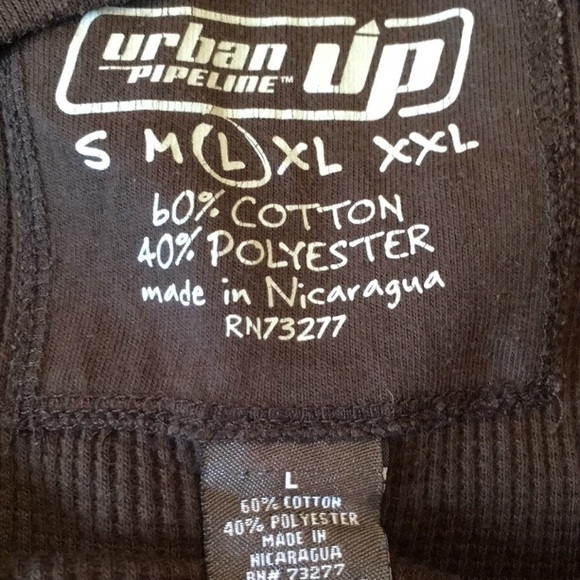 urban UP
PIPELINE™
S M L XL XXL
60% COTTON
40% POLYESTER
made in Nicaragua
RN73277
L
60% COTTON
40% POLYESTER
MADE IN
NICARAGUA
RN# 73277